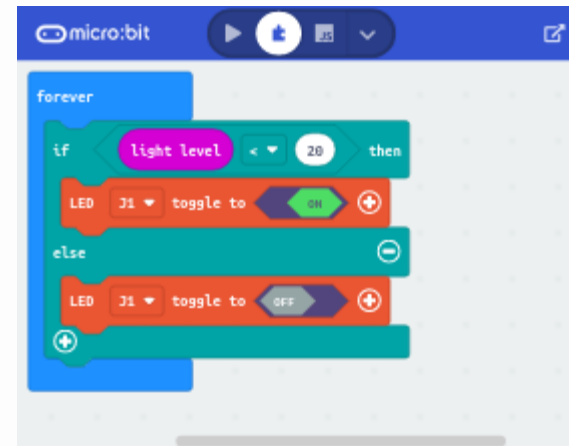 micro:bit
JS
forever
if light level < 20 then
LED J1 toggle to ON
else
LED J1 toggle to OFF